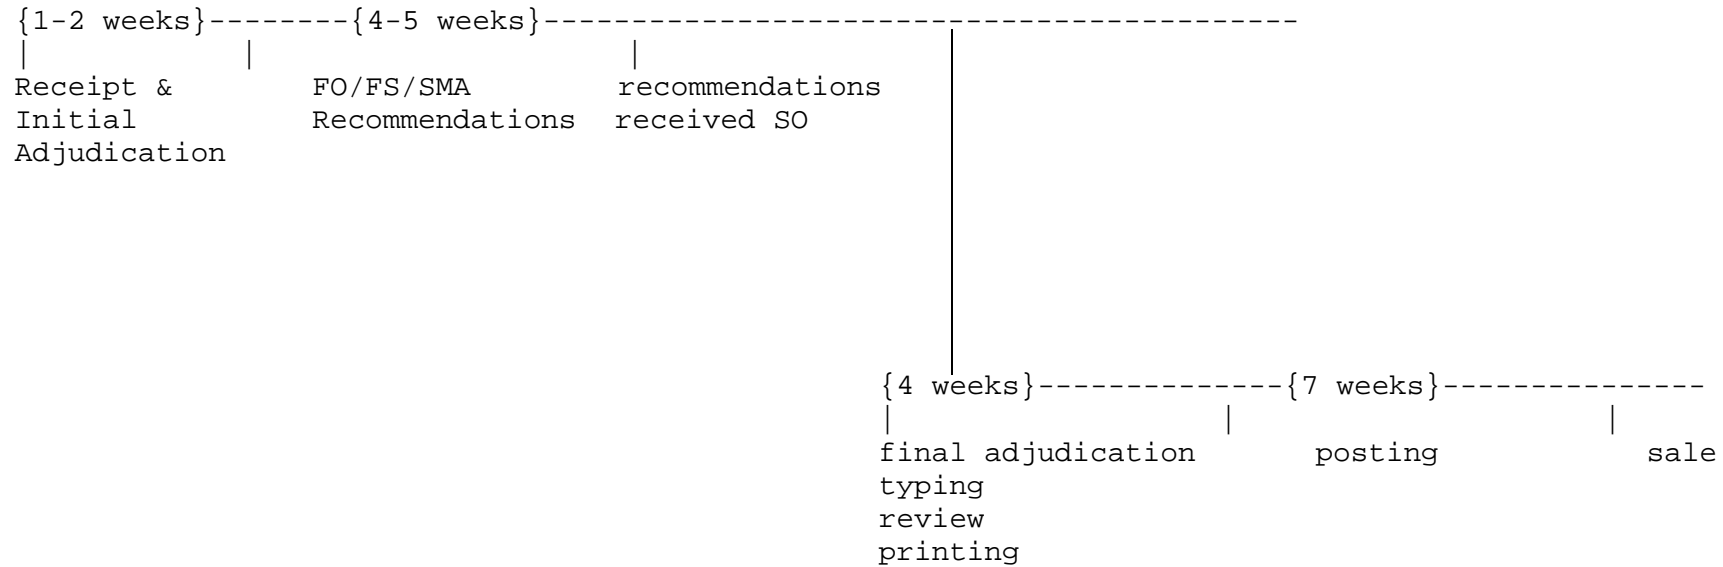 {1-2 weeks}--------{4-5 weeks}-------------------------------------------
| | |
Receipt & FO/FS/SMA recommendations
Initial Recommendations received SO
Adjudication
{4 weeks}--------------{7 weeks}---------------
| | |
final adjudication posting sale
typing
review
printing